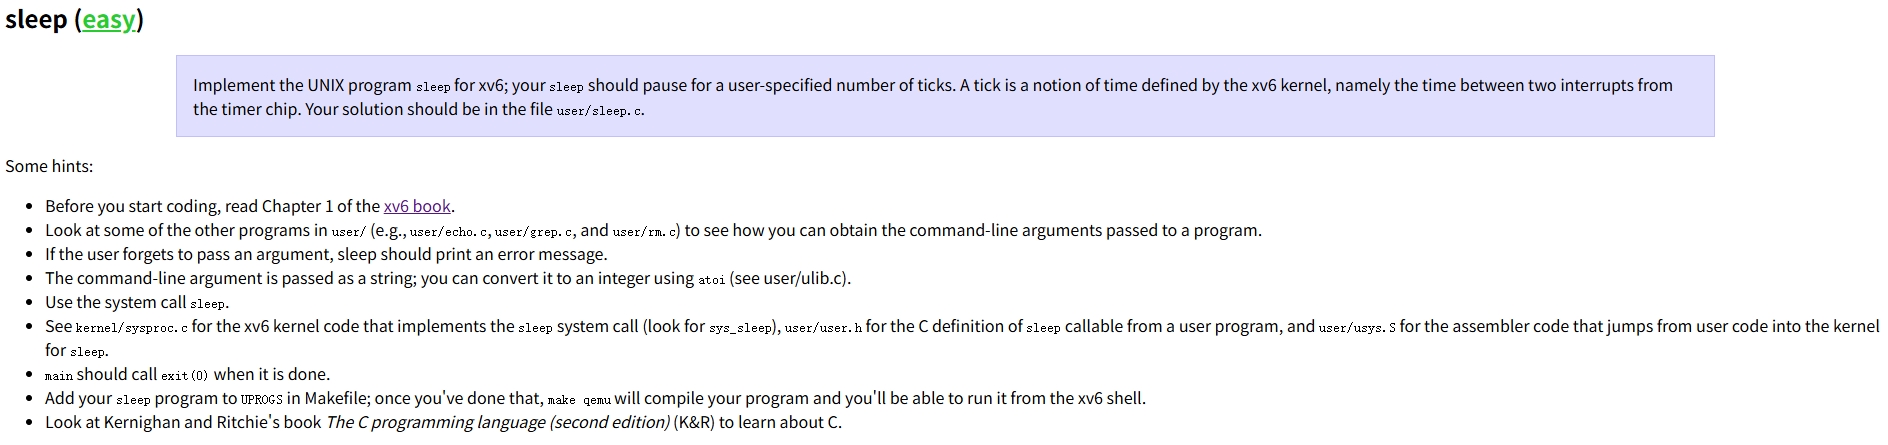 sleep (easy)
Implement the UNIX program sleep for xv6; your sleep should pause for a user-specified number of ticks. A tick is a notion of time defined by the xv6 kernel, namely the time between two interrupts from
the timer chip. Your solution should be in the file user/sleep.c.
Some hints:
• Before you start coding, read Chapter 1 of the xv6 book.
• Look at some of the other programs in user/ (e.g., user/echo.c, user/grep.c, and user/rm.c) to see how you can obtain the command-line arguments passed to a program.
• If the user forgets to pass an argument, sleep should print an error message.
• The command-line argument is passed as a string; you can convert it to an integer using atoi (see user/ulib.c).
• Use the system call sleep.
• See kernel/sysproc.c for the xv6 kernel code that implements the sleep system call (look for sys_sleep), user/user.h for the C definition of sleep callable from a user program, and user/usys.S for the assembler code that jumps from user code into the kernel
for sleep.
• main should call exit(0) when it is done.
• Add your sleep program to UPROGS in Makefile; once you've done that, make qemu will compile your program and you'll be able to run it from the xv6 shell.
• Look at Kernighan and Ritchie's book The C programming language (second edition) (K&R) to learn about C.